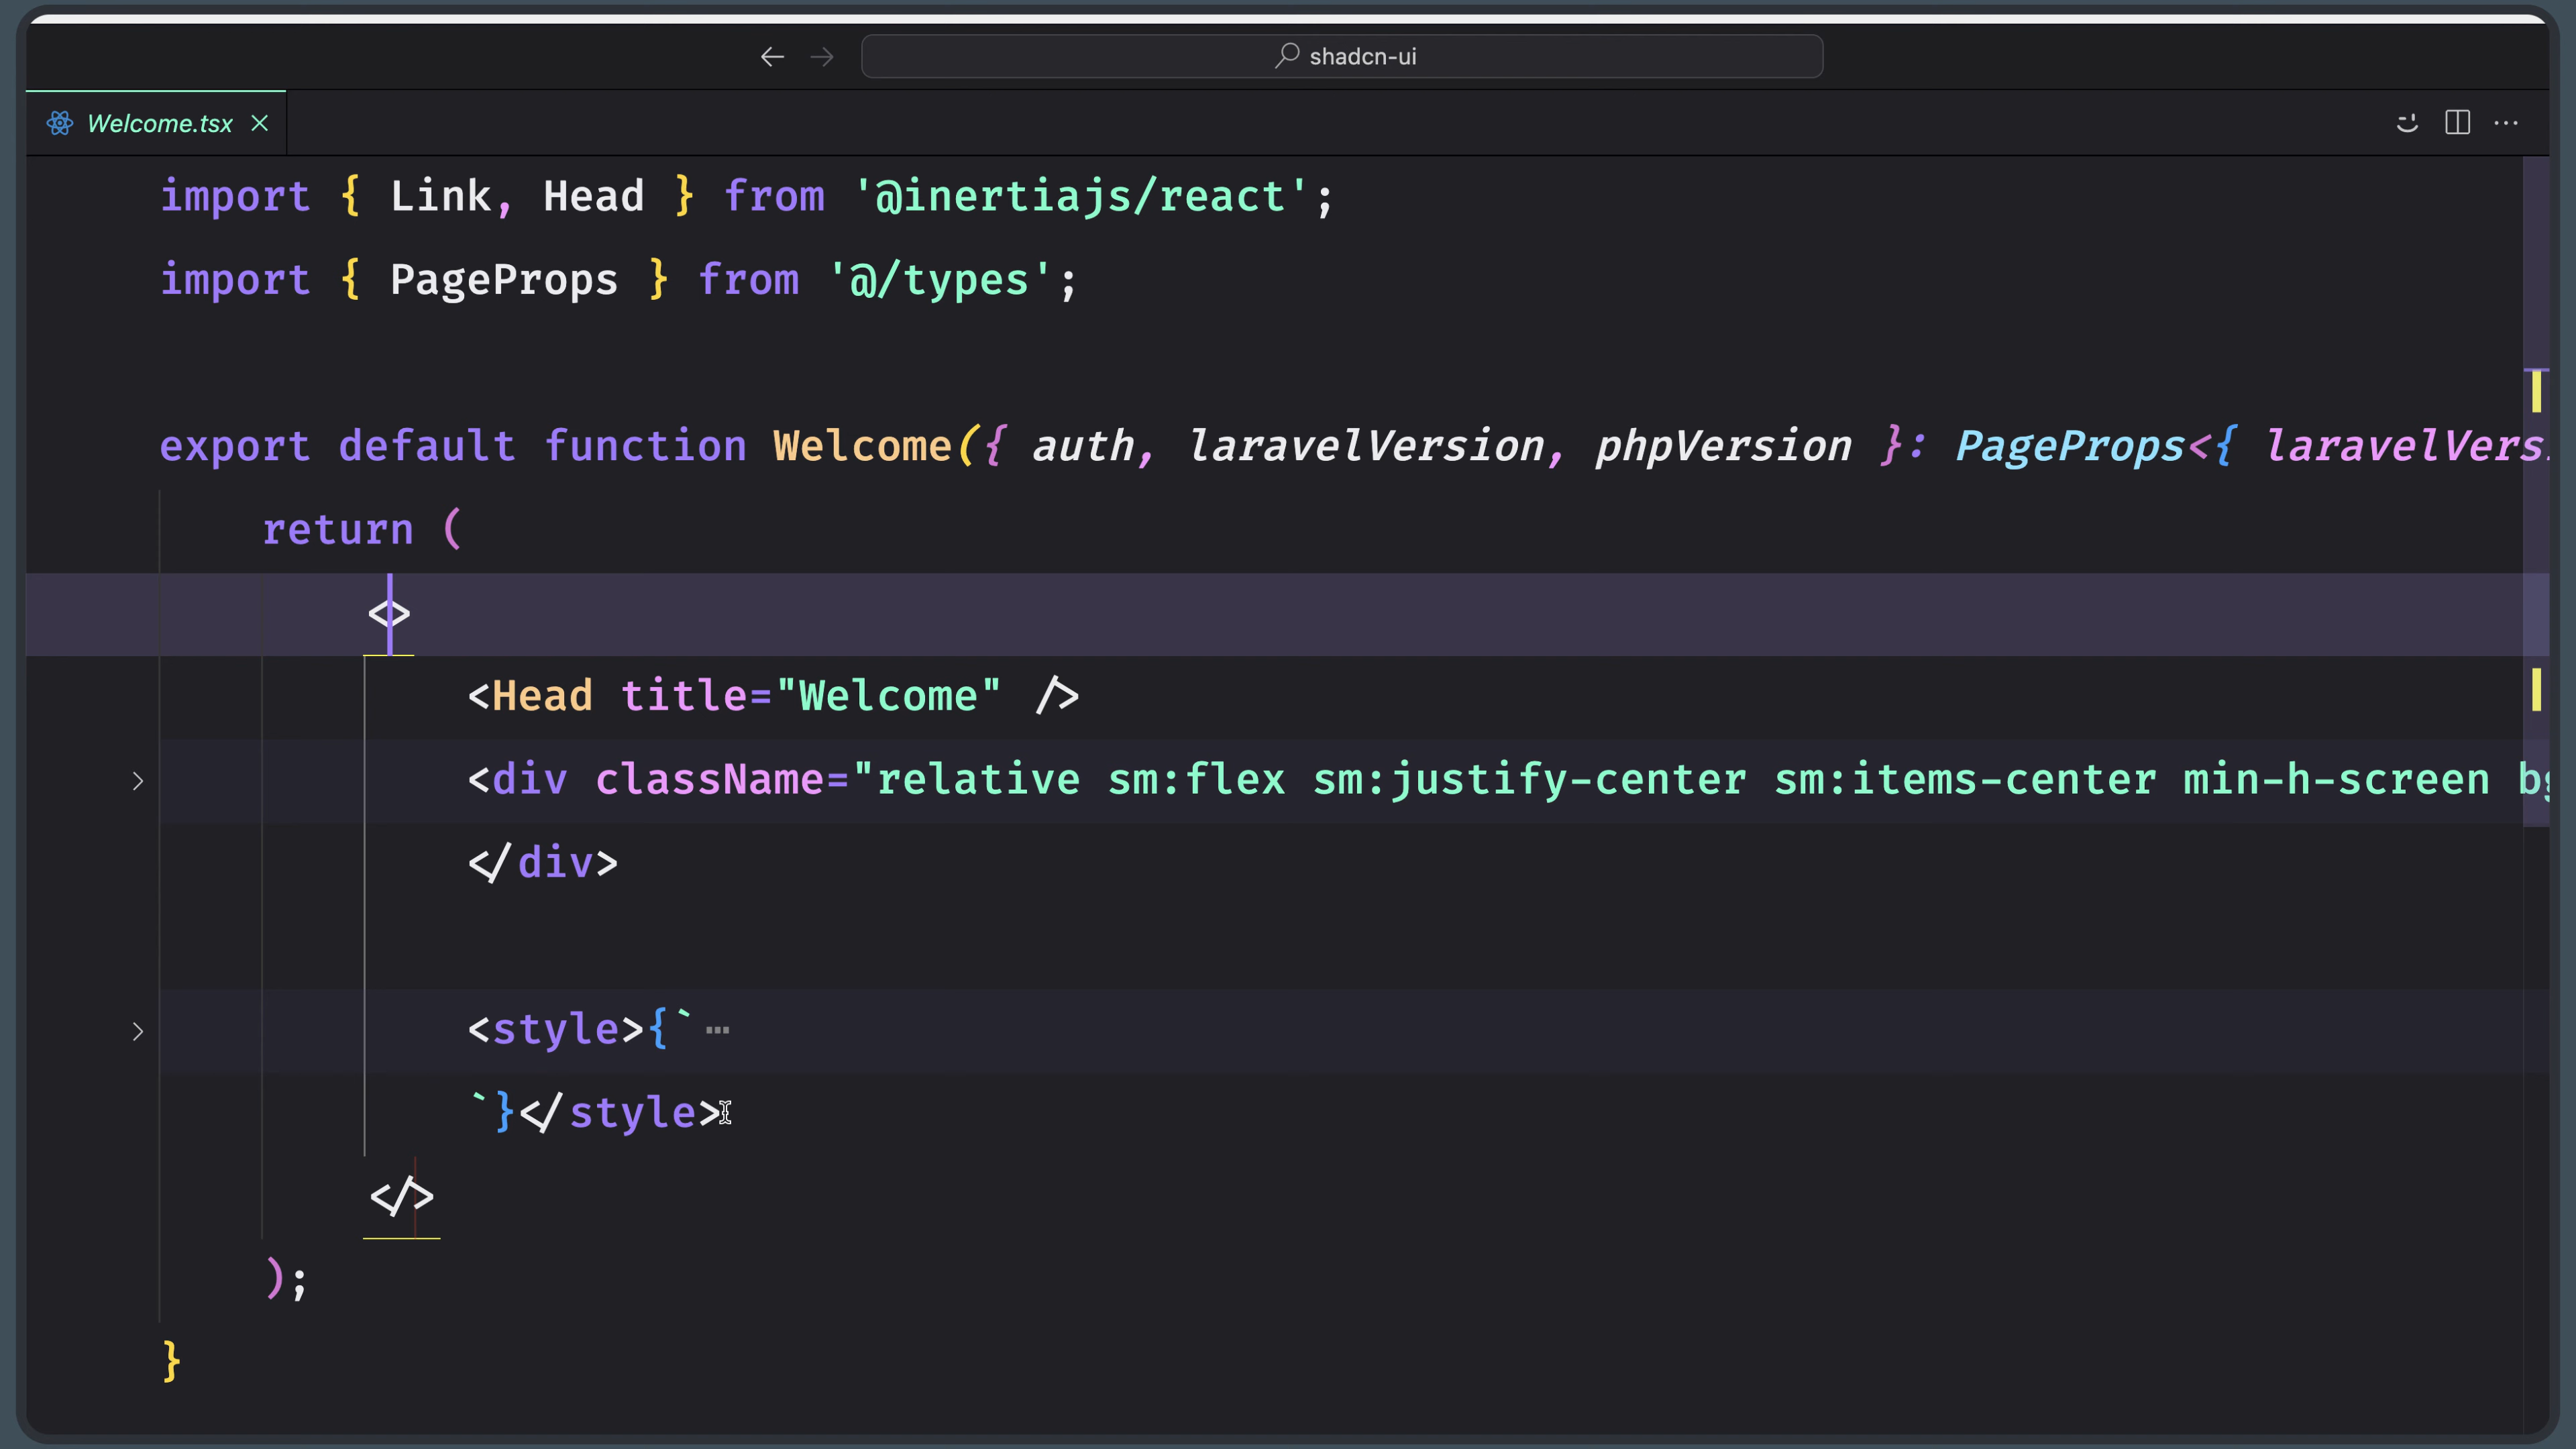 shadcn-ui
Welcome.tsx
import { Link, Head } from '@inertiajs/react';
import { PageProps } from '@/types';
export default function Welcome({ auth, laravelVersion, phpVersion }: PageProps<{ laravelVers
return (
<>
<Head title="Welcome" />
<div className="relative sm:flex sm:justify-center sm:items-center min-h-screen
</div>
<style>{` ⋯
`}</style>
</>
);
}